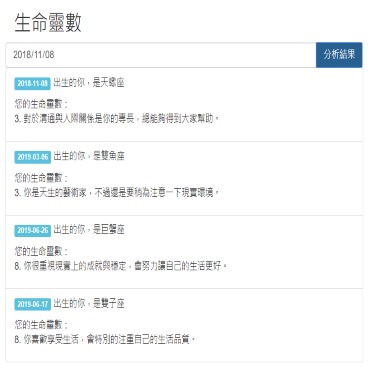 生命靈數
2018/11/08
分析結果
2018-11-08 出生的你，是天蠍座
您的生命靈數：
3. 對於溝通與人際關係是你的專長，總能夠得到大家幫助。
2019-03-06 出生的你，是雙魚座
您的生命靈數：
3. 你是天生的藝術家，不過還是要稍為注意一下現實環境。
2019-06-26 出生的你，是巨蟹座
您的生命靈數：
8. 你很重視現實上的成就與穩定，會努力讓自己的生活更好。
2019-06-17 出生的你，是雙子座
您的生命靈數：
8. 你喜歡享受生活，會特別的注重自己的生活品質。